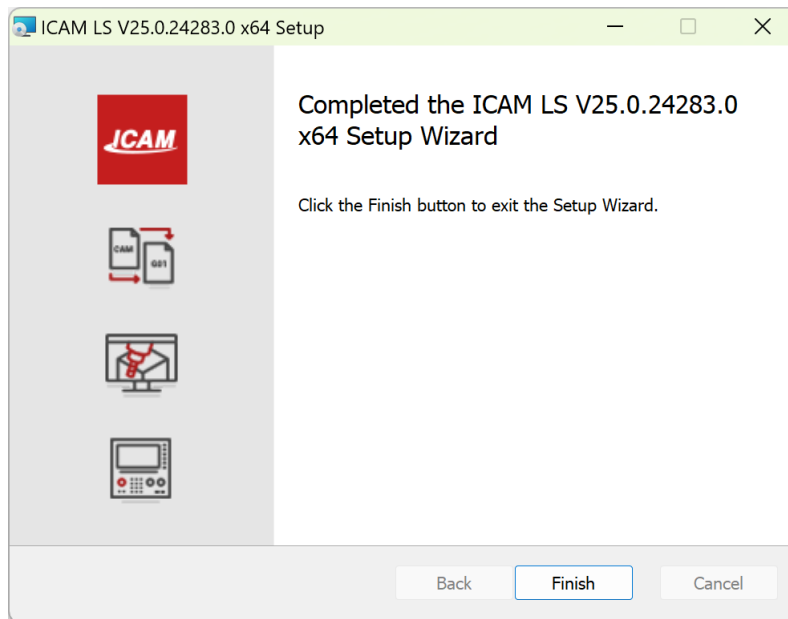 ICAM LS V25.0.24283.0 x64 Setup
ICAM
Completed the ICAM LS V25.0.24283.0
x64 Setup Wizard
Click the Finish button to exit the Setup Wizard.
CAM
G01
Back
Finish
Cancel